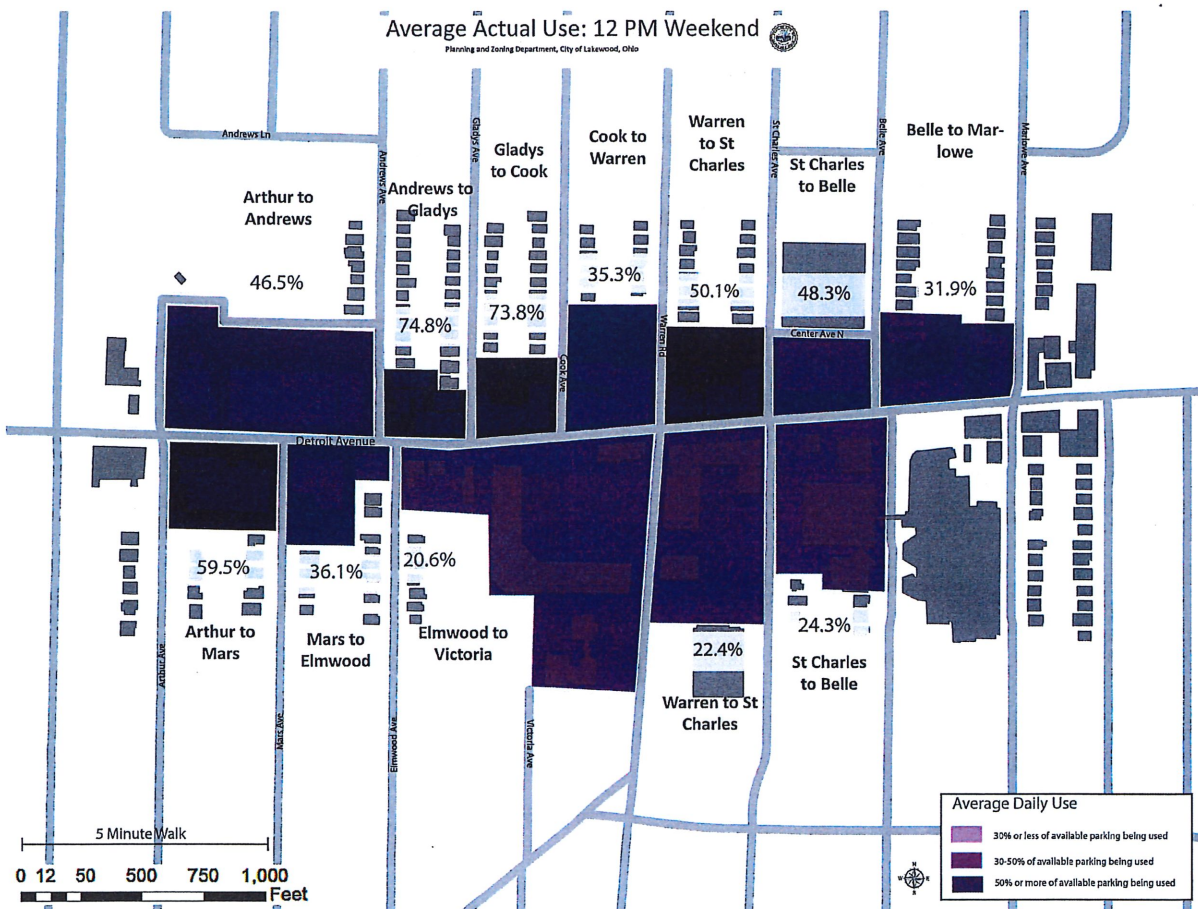 Average Actual Use: 12 PM Weekend
Planning and Zoning Department, City of Lakewood, Ohio
Andrews Ln
Andrews Ave
Gladys Ave
St Charles Ave
Belle Ave
Marlowe Ave
Arthur to
Andrews
46.5%
Andrews to
Gladys
74.8%
Gladys
to Cook
73.8%
Cook to
Warren
35.3%
Warren
to St
Charles
50.1%
St Charles
to Belle
48.3%
Belle to Mar-
lowe
31.9%
Center Ave N
Cook Ave
Warren Rd
Detroit Avenue
59.5%
Arthur to
Mars
36.1%
Mars to
Elmwood
20.6%
Elmwood to
Victoria
22.4%
Warren to St
Charles
24.3%
St Charles
to Belle
Arthur Ave
Mars Ave
Elmwood Ave
Victoria Ave
5 Minute Walk
0 12 50 500 750 1,000
Feet
N
W E
Average Daily Use
30% or less of available parking being used
30-50% of available parking being used
50% or more of available parking being used